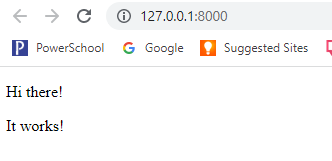 127.0.0.1:8000
PowerSchool Google Suggested Sites
Hi there!
It works!